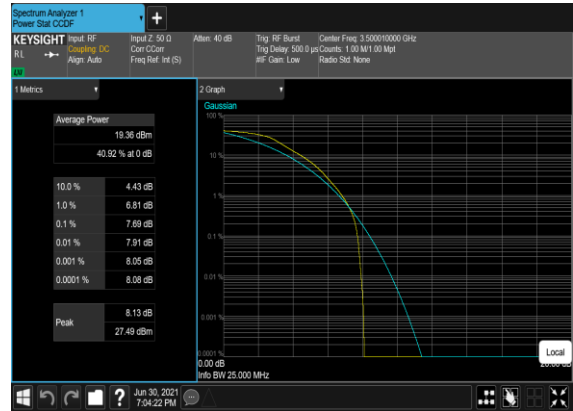 Spectrum Analyzer 1
Power Stat CCDF
KEYSIGHT Input: RF Input Z: 50 Ω Atten: 40 dB Trig: RF Burst Center Freq: 3.500010000 GHz
RL Coupling: DC Corr CCorr Trig Delay: 500.0 µs Counts: 1.00 M/1.00 Mpt
Align: Auto Freq Ref: Int (S) #IF Gain: Low Radio Std: None
1 Metrics
2 Graph
Average Power
19.36 dBm
40.92 % at 0 dB
10.0 % 4.43 dB
1.0 % 6.81 dB
0.1 % 7.69 dB
0.01 % 7.91 dB
0.001 % 8.05 dB
0.0001 % 8.08 dB
Peak 8.13 dB
27.49 dBm
Gaussian
100 %
10 %
1 %
0.1 %
0.01 %
0.001 %
0.0001 %
0.00 dB
Info BW 25.000 MHz
Local
Jun 30, 2021
7:04:22 PM